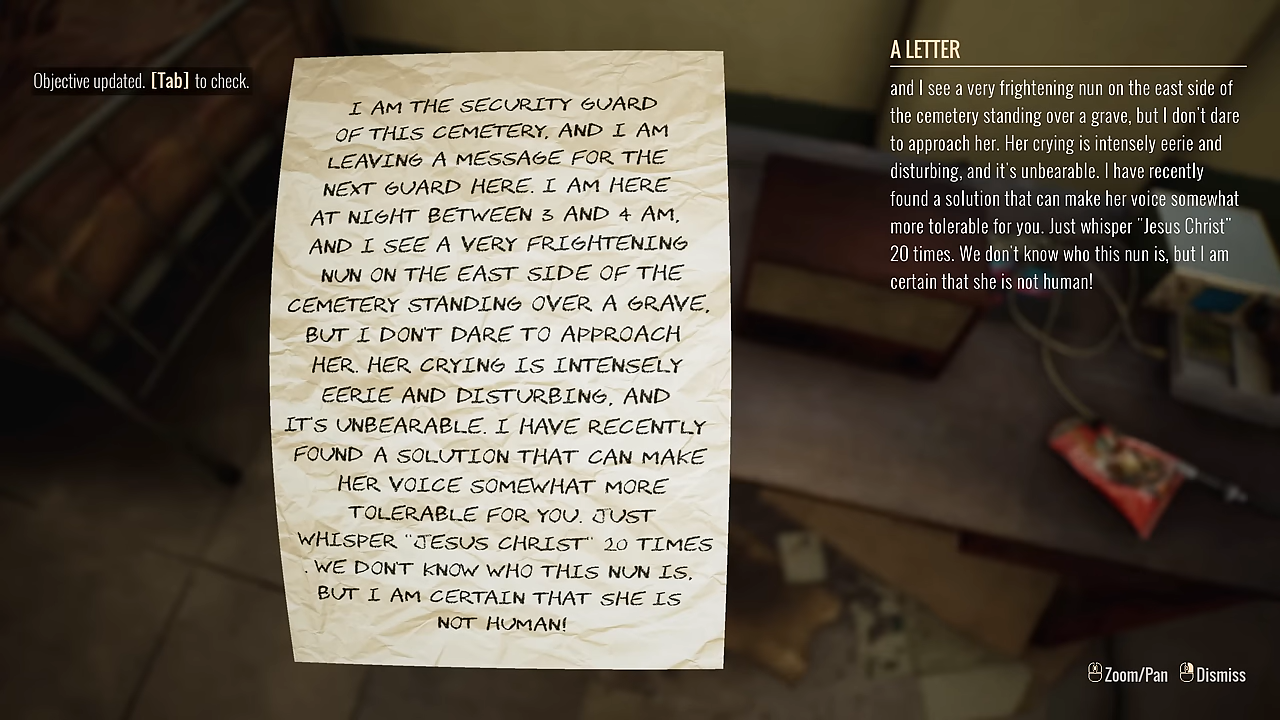 Objective updated. [Tab] to check.
I AM THE SECURITY GUARD
OF THIS CEMETERY, AND I AM
LEAVING A MESSAGE FOR THE
NEXT GUARD HERE. I AM HERE
AT NIGHT BETWEEN 3 AND 4 AM,
AND I SEE A VERY FRIGHTENING
NUN ON THE EAST SIDE OF THE
CEMETERY STANDING OVER A GRAVE,
BUT I DON'T DARE TO APPROACH
HER. HER CRYING IS INTENSELY
EERIE AND DISTURBING, AND
IT'S UNBEARABLE. I HAVE RECENTLY
FOUND A SOLUTION THAT CAN MAKE
HER VOICE SOMEWHAT MORE
TOLERABLE FOR YOU. JUST
WHISPER "JESUS CHRIST" 20 TIMES
. WE DON'T KNOW WHO THIS NUN IS,
BUT I AM CERTAIN THAT SHE IS
NOT HUMAN!
A LETTER
and I see a very frightening nun on the east side of
the cemetery standing over a grave, but I don't dare
to approach her. Her crying is intensely eerie and
disturbing, and it's unbearable. I have recently
found a solution that can make her voice somewhat
more tolerable for you. Just whisper "Jesus Christ"
20 times. We don't know who this nun is, but I am
certain that she is not human!
Zoom/Pan Dismiss